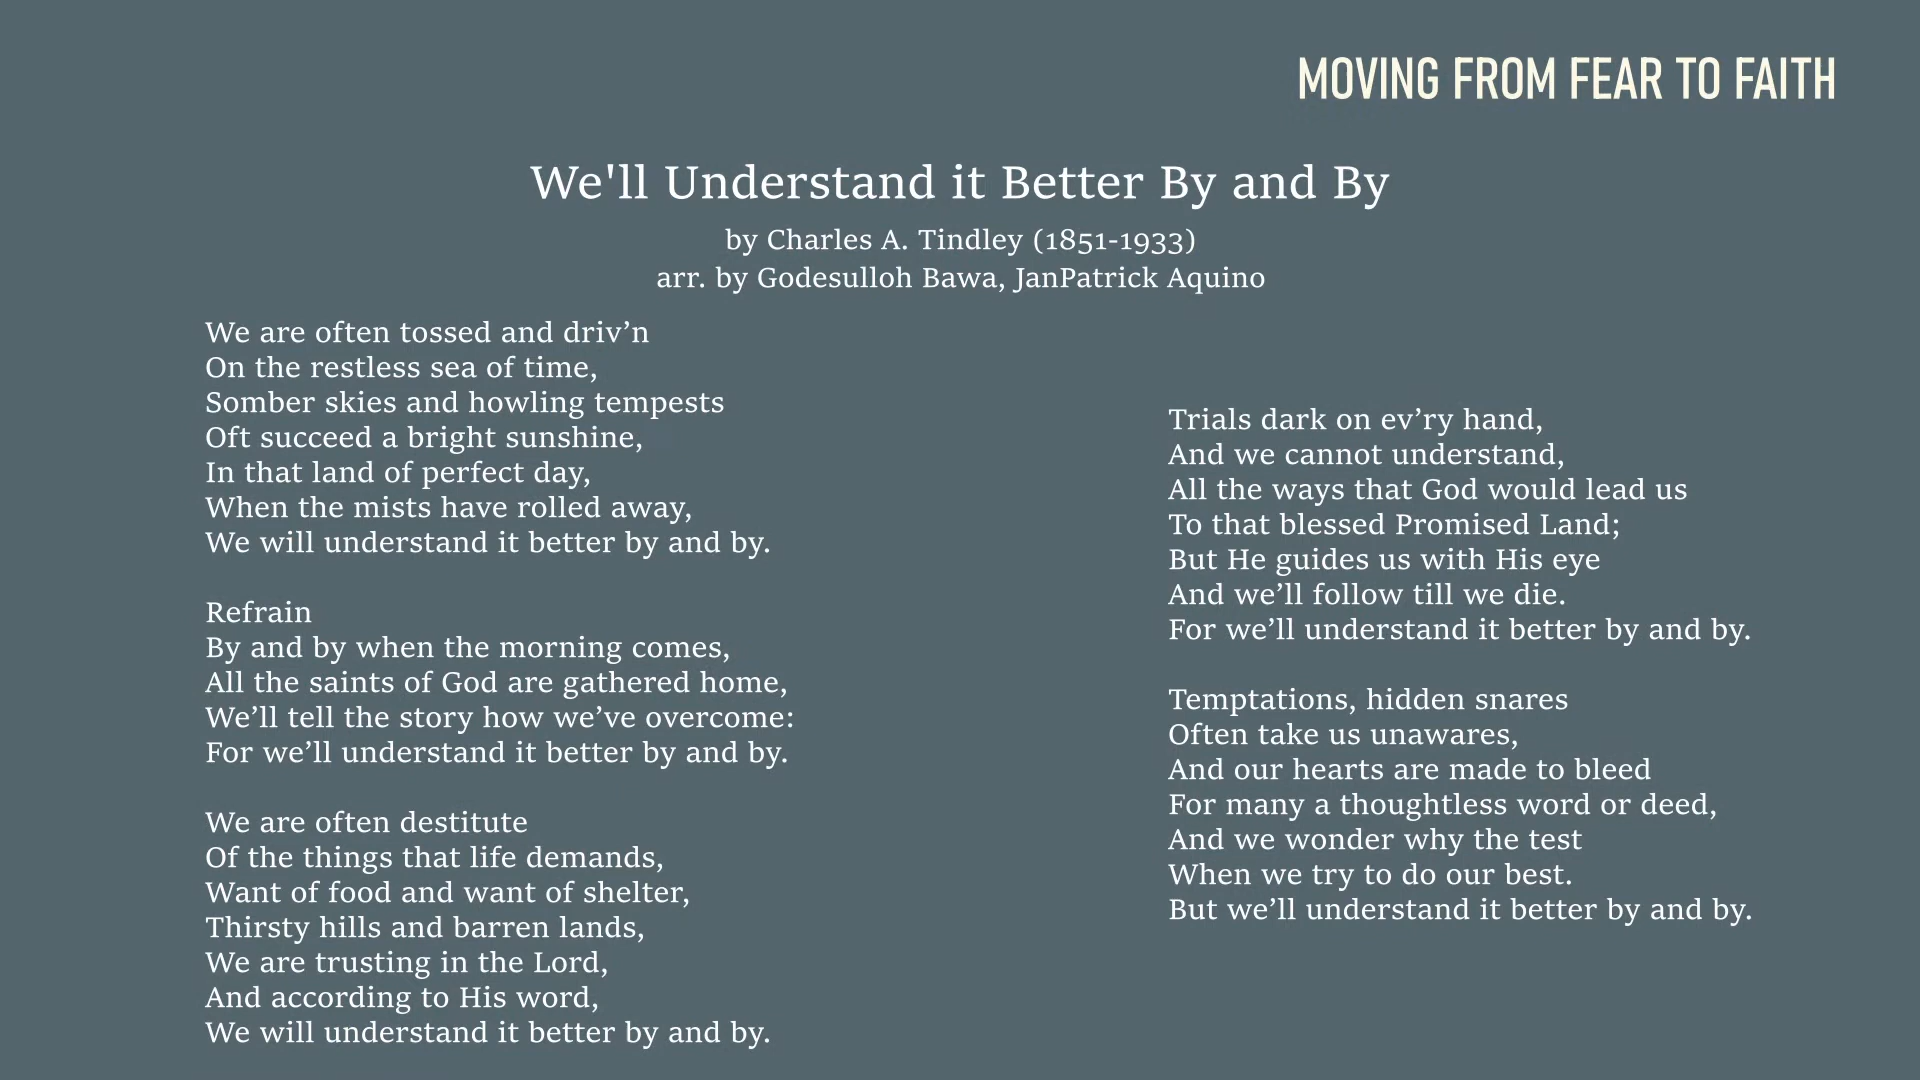 MOVING FROM FEAR TO FAITH
We'll Understand it Better By and By
by Charles A. Tindley (1851-1933)
arr. by Godesulloh Bawa, JanPatrick Aquino
We are often tossed and driv’n
On the restless sea of time,
Somber skies and howling tempests
Oft succeed a bright sunshine,
In that land of perfect day,
When the mists have rolled away,
We will understand it better by and by.
Refrain
By and by when the morning comes,
All the saints of God are gathered home,
We’ll tell the story how we’ve overcome:
For we’ll understand it better by and by.
We are often destitute
Of the things that life demands,
Want of food and want of shelter,
Thirsty hills and barren lands,
We are trusting in the Lord,
And according to His word,
We will understand it better by and by.
Trials dark on ev’ry hand,
And we cannot understand,
All the ways that God would lead us
To that blessed Promised Land;
But He guides us with His eye
And we’ll follow till we die.
For we’ll understand it better by and by.
Temptations, hidden snares
Often take us unawares,
And our hearts are made to bleed
For many a thoughtless word or deed,
And we wonder why the test
When we try to do our best.
But we’ll understand it better by and by.